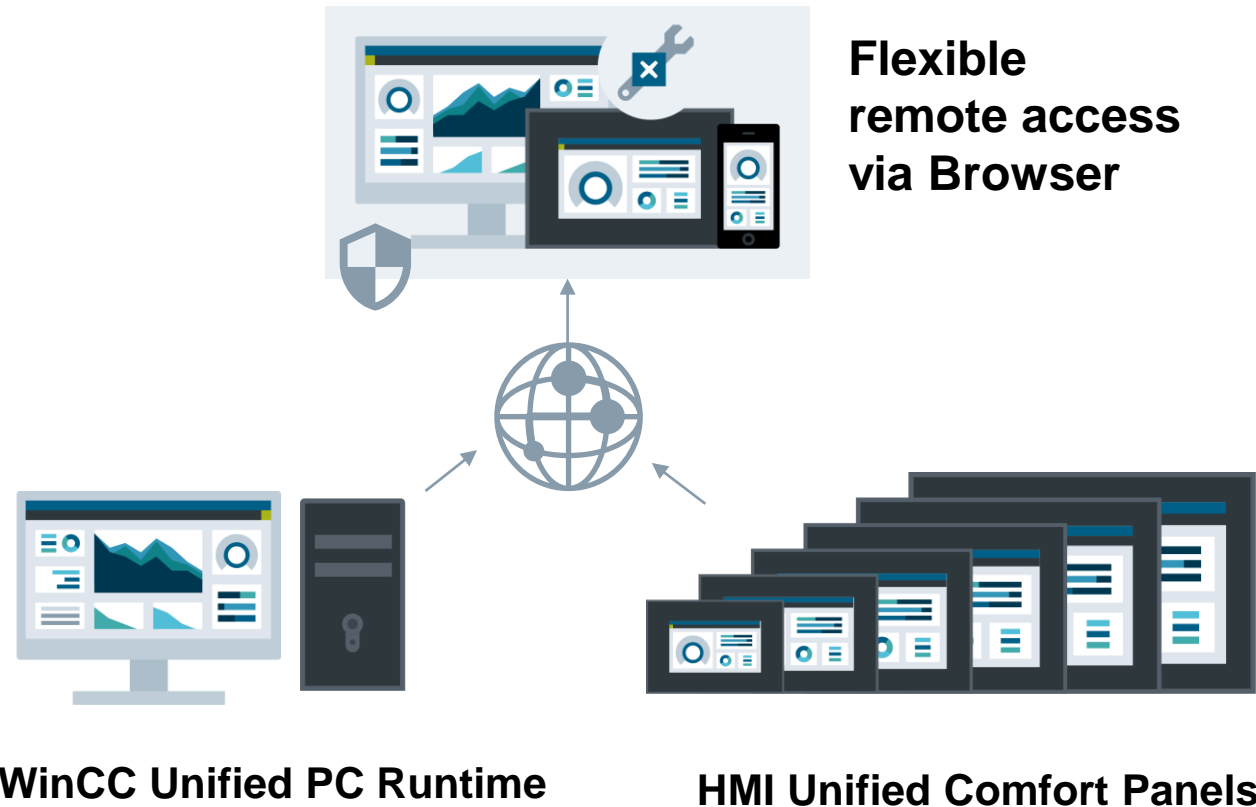 Flexible
remote access
via Browser
WinCC Unified PC Runtime
HMI Unified Comfort Panels